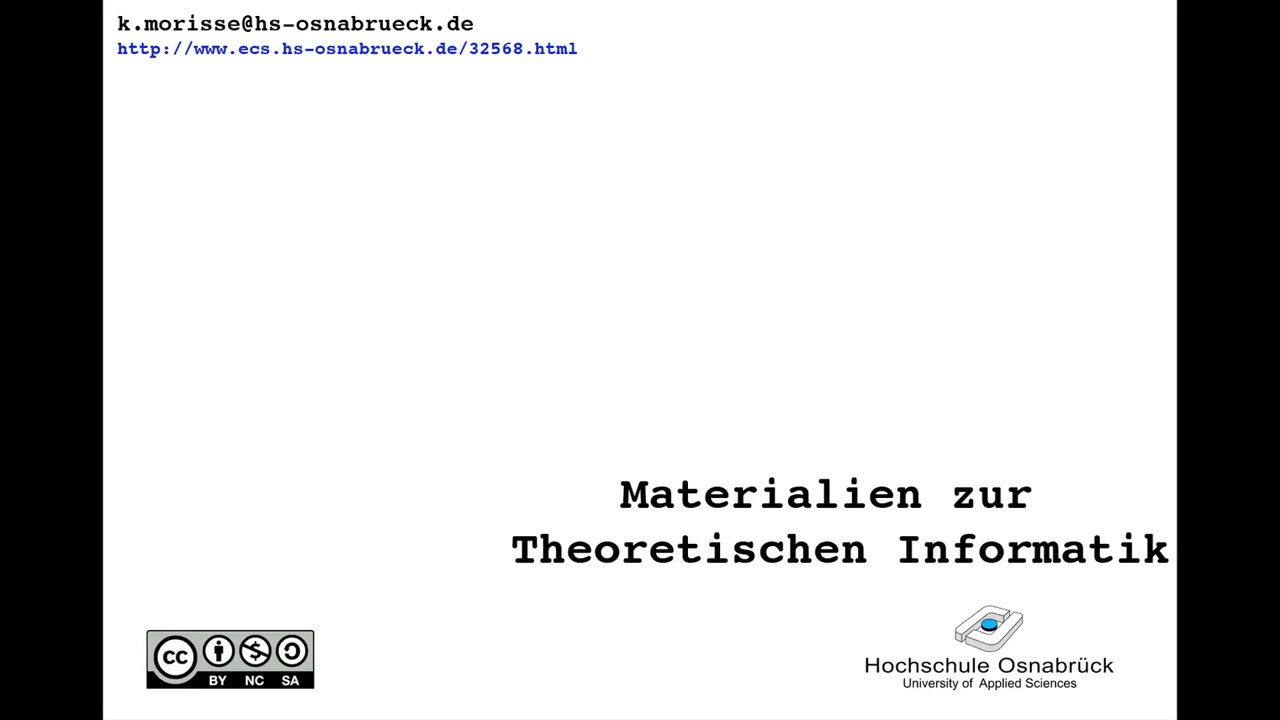 k.morisse@hs-osnabrueck.de
http://www.ecs.hs-osnabrueck.de/32568.html
Materialien zur
Theoretischen Informatik
cc
BY NC SA
Hochschule Osnabrück
University of Applied Sciences